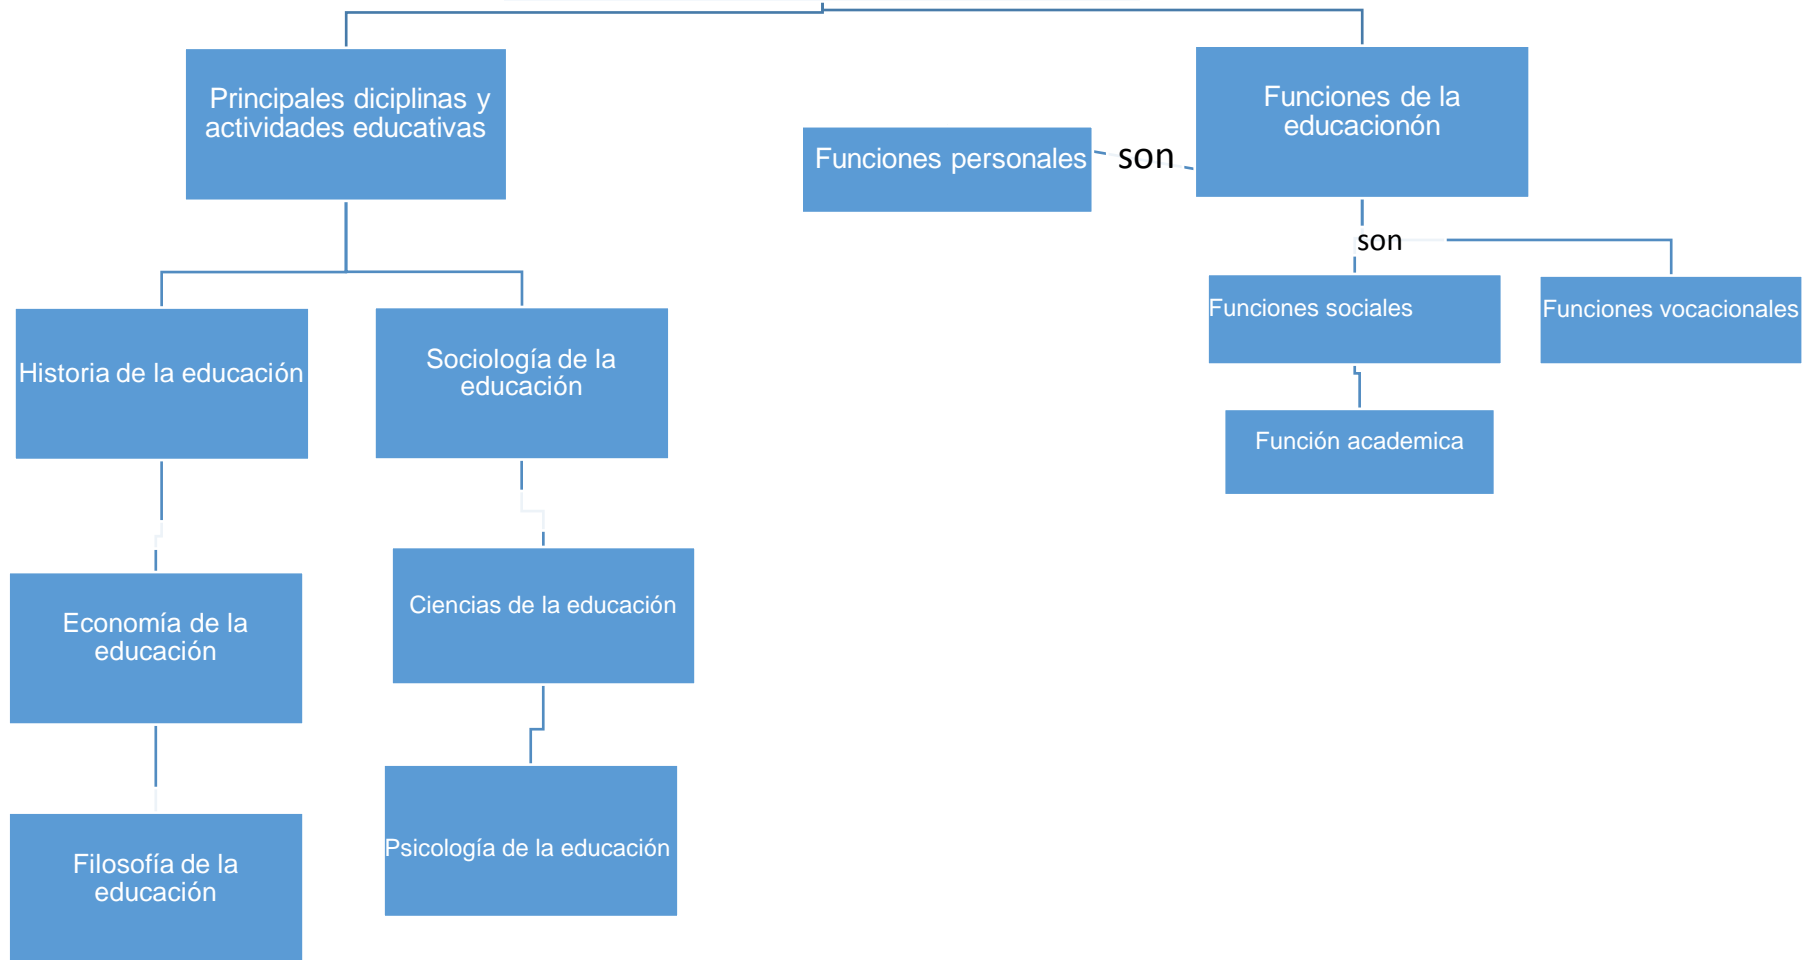 Principales diciplinas y
actividades educativas
Funciones de la
educacionón
Funciones personales
son
son
Funciones sociales
Funciones vocacionales
Función academica
Historia de la educación
Sociología de la
educación
Economía de la
educación
Ciencias de la educación
Filosofía de la
educación
Psicología de la educación